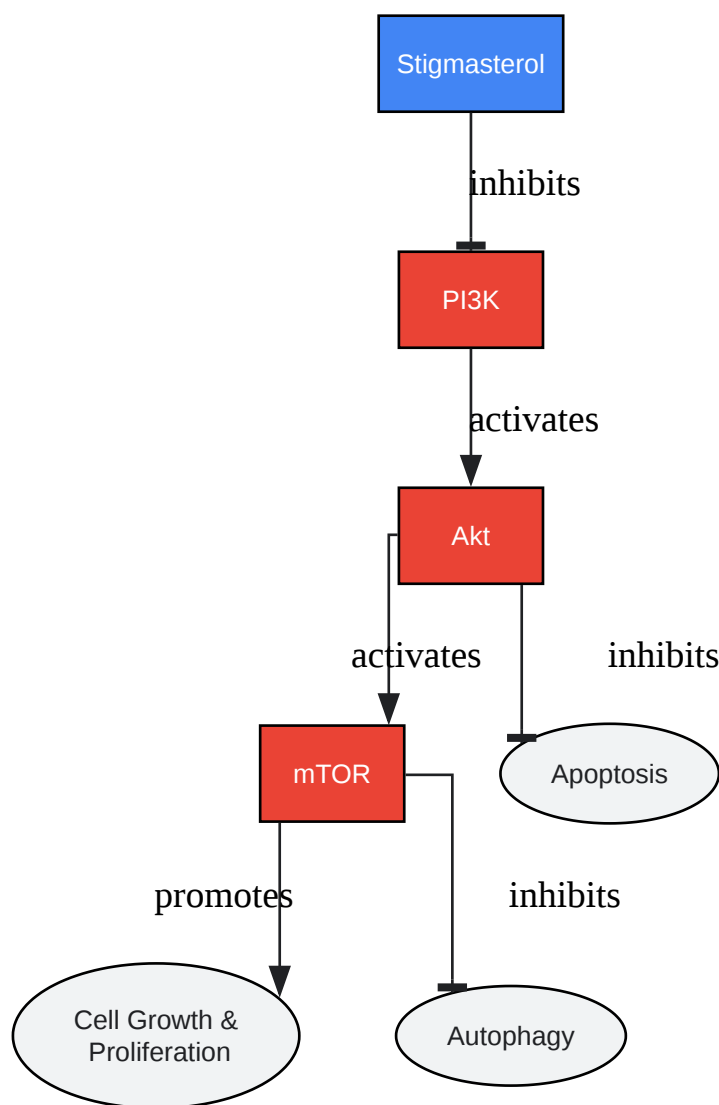 Stigmasterol
inhibits
PI3K
activates
Akt
activates
inhibits
mTOR
Apoptosis
promotes
inhibits
Cell Growth &
Proliferation
Autophagy